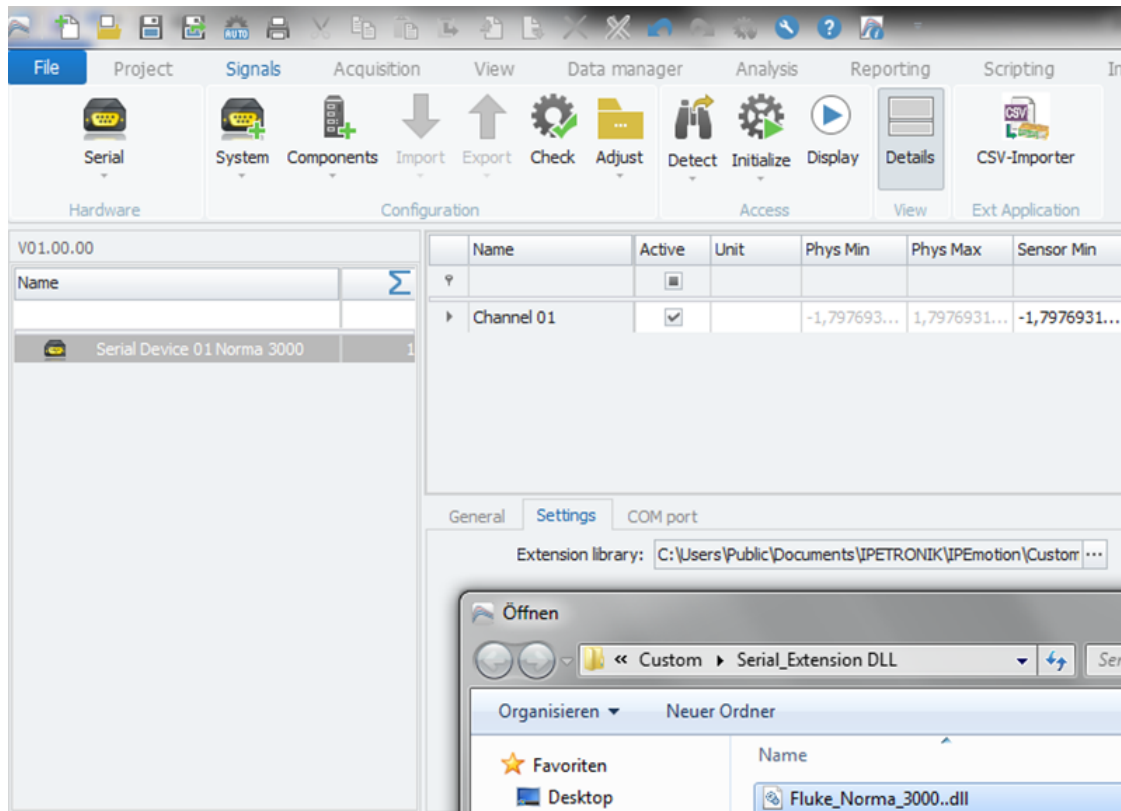 AUTO
File Project Signals Acquisition View Data manager Analysis Reporting Scripting
CSV
Serial System Components Import Export Check Adjust Detect Initialize Display Details CSV-Importer
Hardware Configuration Access View Ext Application
V01.00.00
Name Σ
Serial Device 01 Norma 3000 1
Name Active Unit Phys Min Phys Max Sensor Min
Channel 01 -1,797693... 1,7976931... -1,7976931...
General Settings COM port
Extension library: C:\Users\Public\Documents\IPETRONIK\IPEmotion\Custom ...
Öffnen
« Custom Serial_Extension DLL
Organisieren Neuer Ordner
Favoriten
Desktop
Name
Fluke_Norma_3000..dll